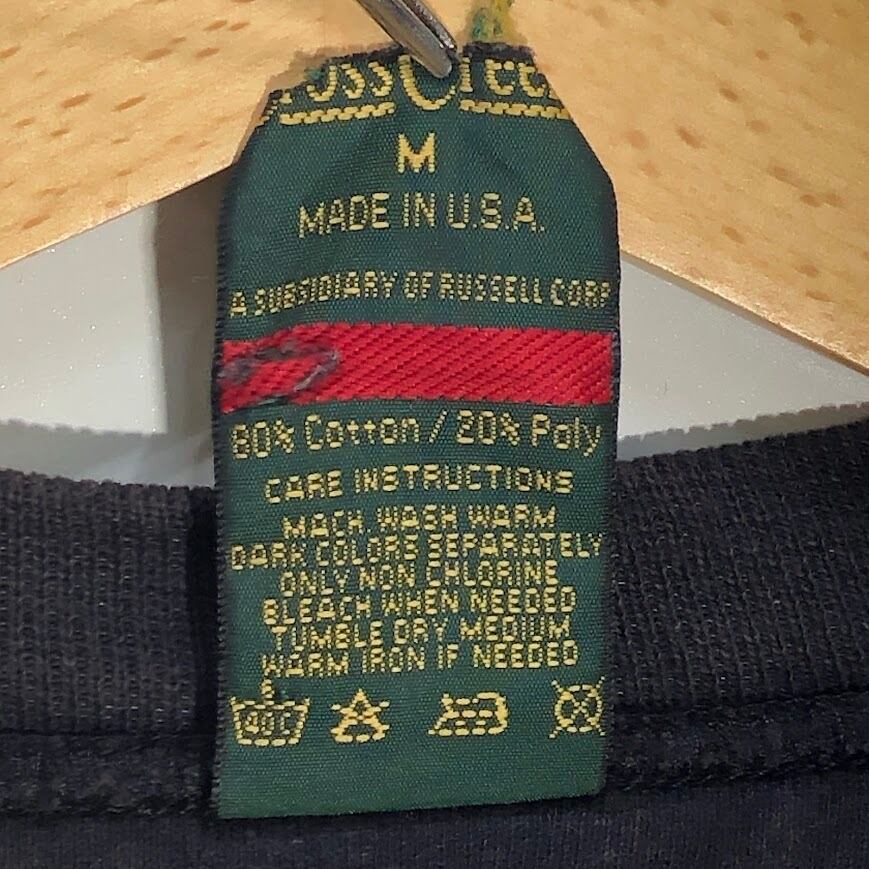 M
MADE IN U.S.A.
A SUBSIDIARY OF RUSSELL CORP
80% Cotton / 20% Poly
CARE INSTRUCTIONS
MACH. WASH WARM
DARK COLORS SEPARATELY
ONLY NON CHLORINE
BLEACH WHEN NEEDED
TUMBLE DRY MEDIUM
WARM IRON IF NEEDED
40C